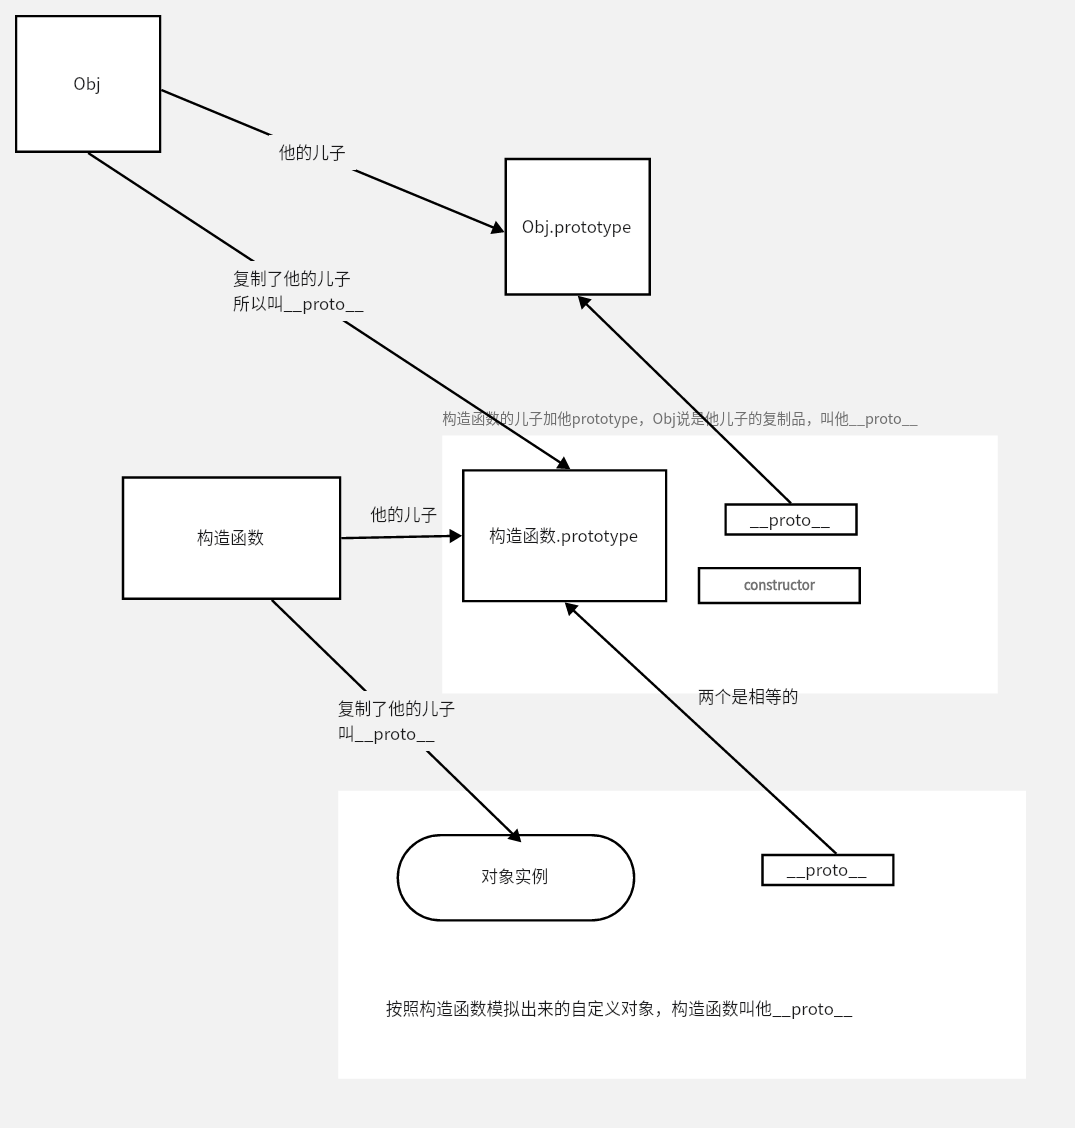 Obj
他的儿子
Obj.prototype
复制了他的儿子
所以叫__proto__
构造函数的儿子加他prototype，Obj说是他儿子的复制品，叫他__proto__
构造函数
他的儿子
构造函数.prototype
__proto__
constructor
两个是相等的
复制了他的儿子
叫__proto__
对象实例
__proto__
按照构造函数模拟出来的自定义对象，构造函数叫他__proto__